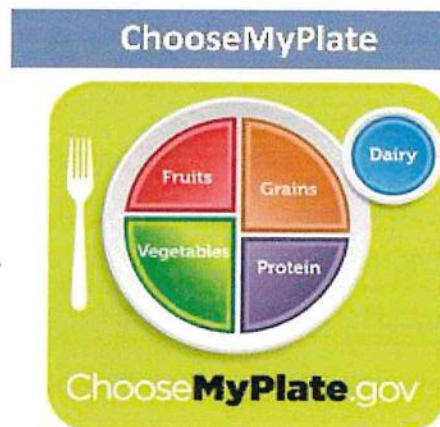 ChooseMyPlate
Dairy
Fruits
Grains
Vegetables
Protein
ChooseMyPlate.gov